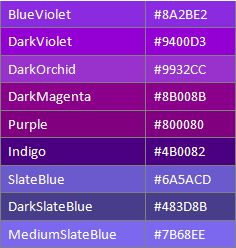 BlueViolet #8A2BE2
DarkViolet #9400D3
DarkOrchid #9932CC
DarkMagenta #8B008B
Purple #800080
Indigo #4B0082
SlateBlue #6A5ACD
DarkSlateBlue #483D8B
MediumSlateBlue #7B68EE